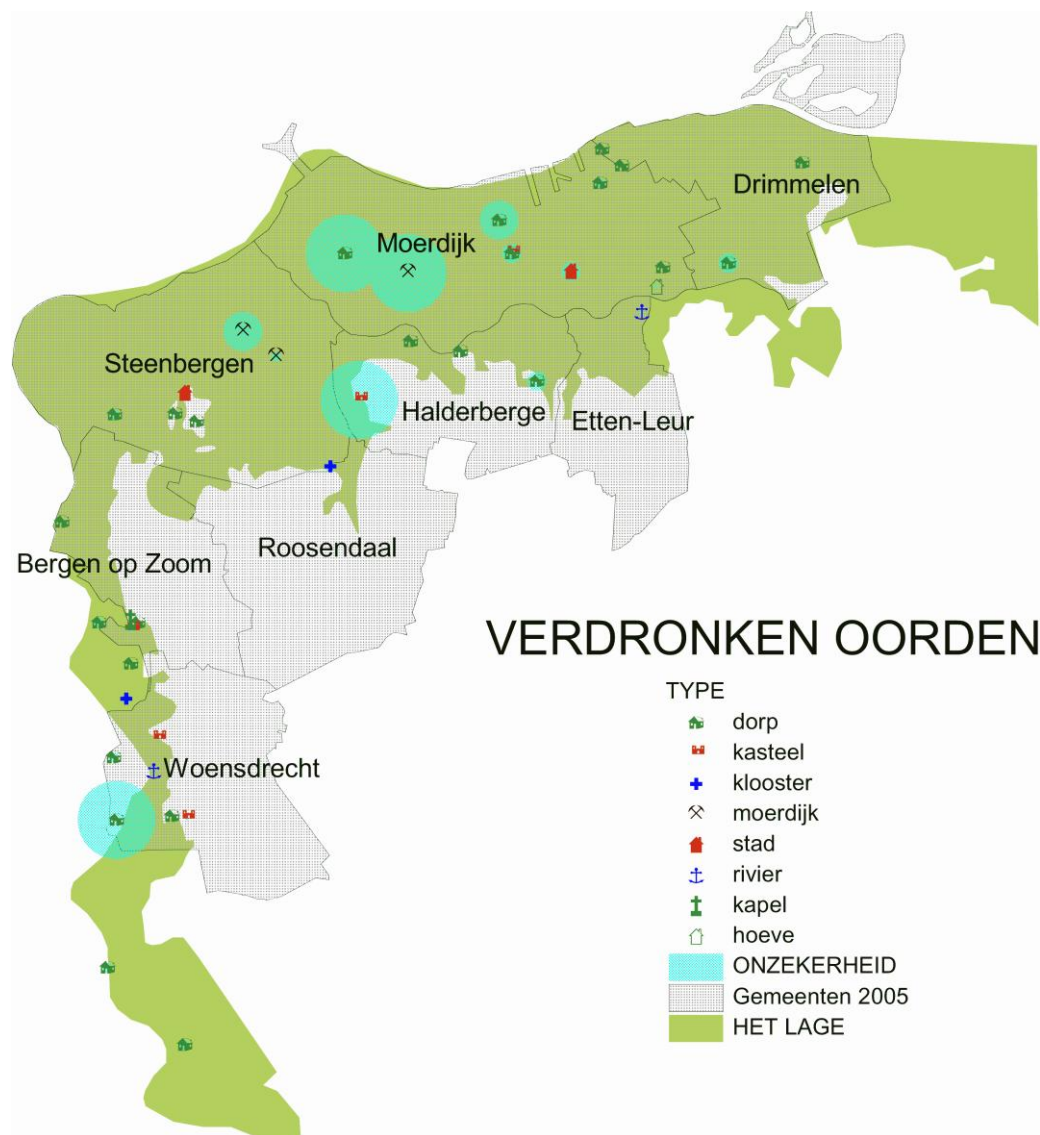 Drimmelen
Moerdijk
Steenbergen
Halderberge
Etten-Leur
Roosendaal
Bergen op Zoom
VERDRONKEN OORDEN
TYPE
dorp
kasteel
klooster
Woensdrecht
moerdijk
stad
rivier
kapel
hoeve
ONZEKERHEID
Gemeenten 2005
HET LAGE